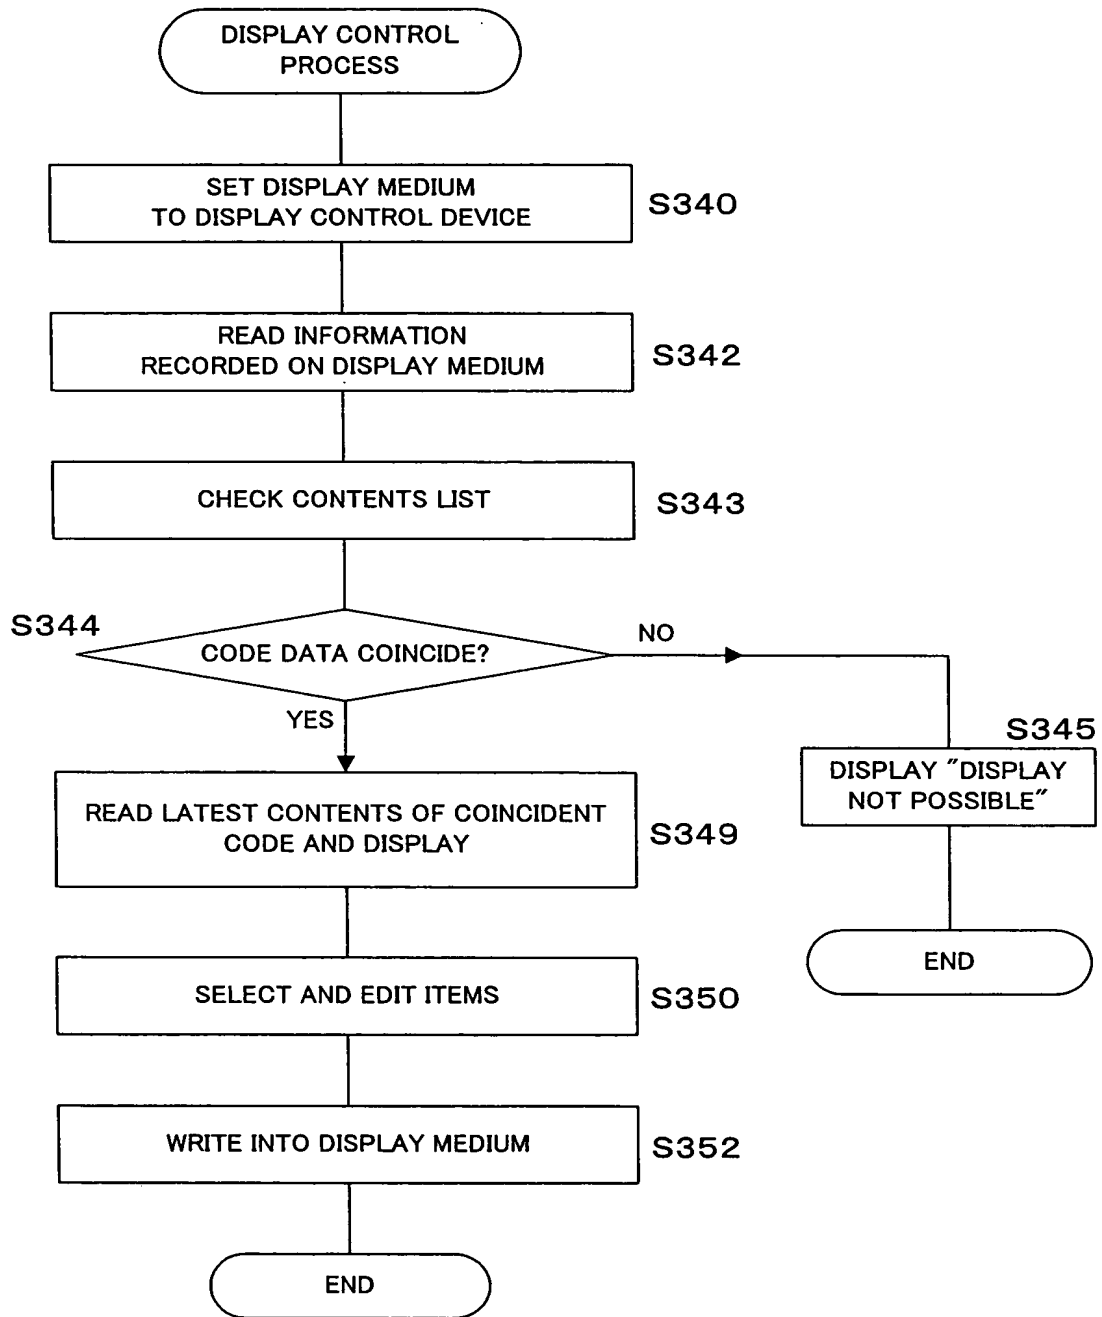 DISPLAY CONTROL
PROCESS
SET DISPLAY MEDIUM
TO DISPLAY CONTROL DEVICE
S340
READ INFORMATION
RECORDED ON DISPLAY MEDIUM
S342
CHECK CONTENTS LIST
S343
S344
CODE DATA COINCIDE?
NO
YES
S345
DISPLAY "DISPLAY
NOT POSSIBLE"
END
READ LATEST CONTENTS OF COINCIDENT
CODE AND DISPLAY
S349
SELECT AND EDIT ITEMS
S350
WRITE INTO DISPLAY MEDIUM
S352
END